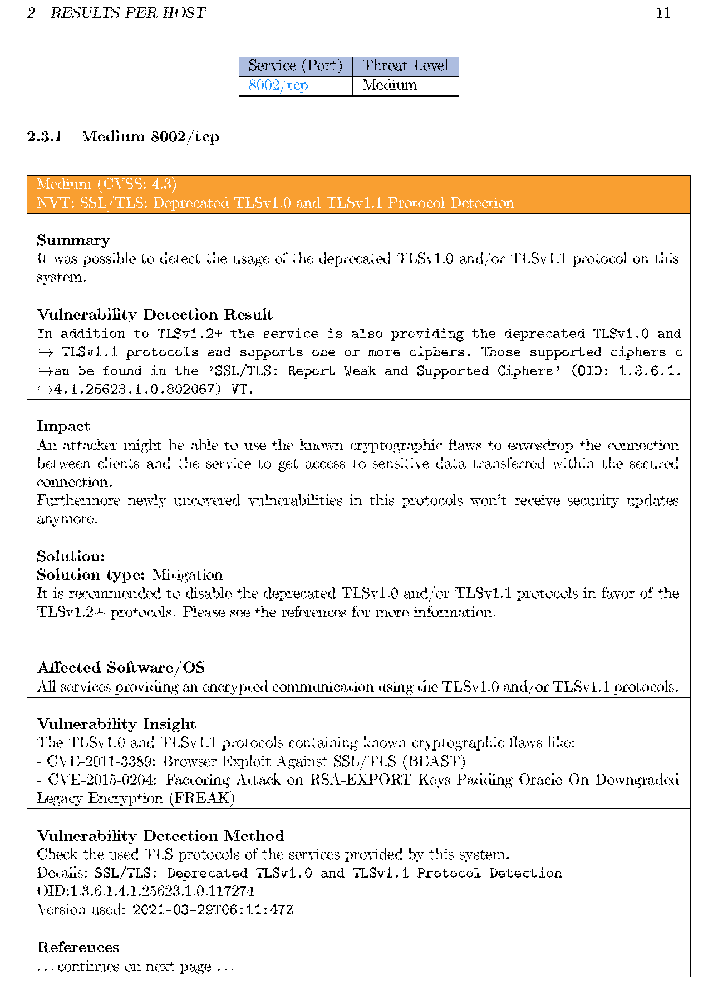 2 RESULTS PER HOST 11
Service (Port) Threat Level
8002/tcp Medium
2.3.1 Medium 8002/tcp
Medium (CVSS: 4.3)
NVT: SSL/TLS: Deprecated TLSv1.0 and TLSv1.1 Protocol Detection
Summary
It was possible to detect the usage of the deprecated TLSv1.0 and/or TLSv1.1 protocol on this
system.
Vulnerability Detection Result
In addition to TLSv1.2+ the service is also providing the deprecated TLSv1.0 and
↪→ TLSv1.1 protocols and supports one or more ciphers. Those supported ciphers c
↪→an be found in the ’SSL/TLS: Report Weak and Supported Ciphers’ (OID: 1.3.6.1.
↪→4.1.25623.1.0.802067) VT.
Impact
An attacker might be able to use the known cryptographic flaws to eavesdrop the connection
between clients and the service to get access to sensitive data transferred within the secured
connection.
Furthermore newly uncovered vulnerabilities in this protocols won’t receive security updates
anymore.
Solution:
Solution type: Mitigation
It is recommended to disable the deprecated TLSv1.0 and/or TLSv1.1 protocols in favor of the
TLSv1.2+ protocols. Please see the references for more information.
Affected Software/OS
All services providing an encrypted communication using the TLSv1.0 and/or TLSv1.1 protocols.
Vulnerability Insight
The TLSv1.0 and TLSv1.1 protocols containing known cryptographic flaws like:
- CVE-2011-3389: Browser Exploit Against SSL/TLS (BEAST)
- CVE-2015-0204: Factoring Attack on RSA-EXPORT Keys Padding Oracle On Downgraded
Legacy Encryption (FREAK)
Vulnerability Detection Method
Check the used TLS protocols of the services provided by this system.
Details: SSL/TLS: Deprecated TLSv1.0 and TLSv1.1 Protocol Detection
OID:1.3.6.1.4.1.25623.1.0.117274
Version used: 2021-03-29T06:11:47Z
References
. . . continues on next page . . .